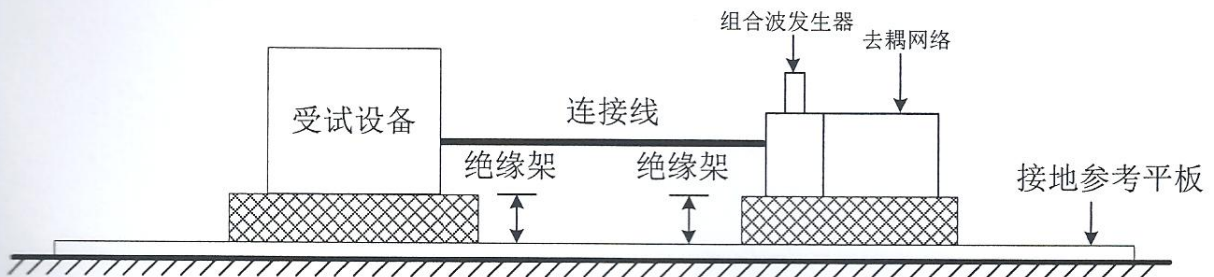 组合波发生器
去耦网络
受试设备
连接线
绝缘架
绝缘架
接地参考平板